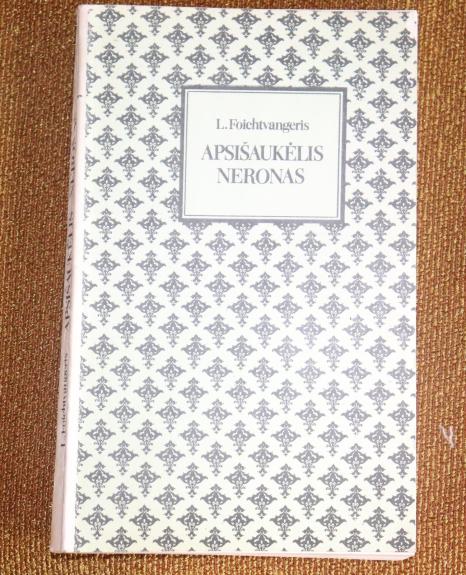 L. Foichtvangeris
APSIŠAUKĖLIS
NERONAS
L. Foichtvangeris APSIŠAUKĖLIS NERONAS